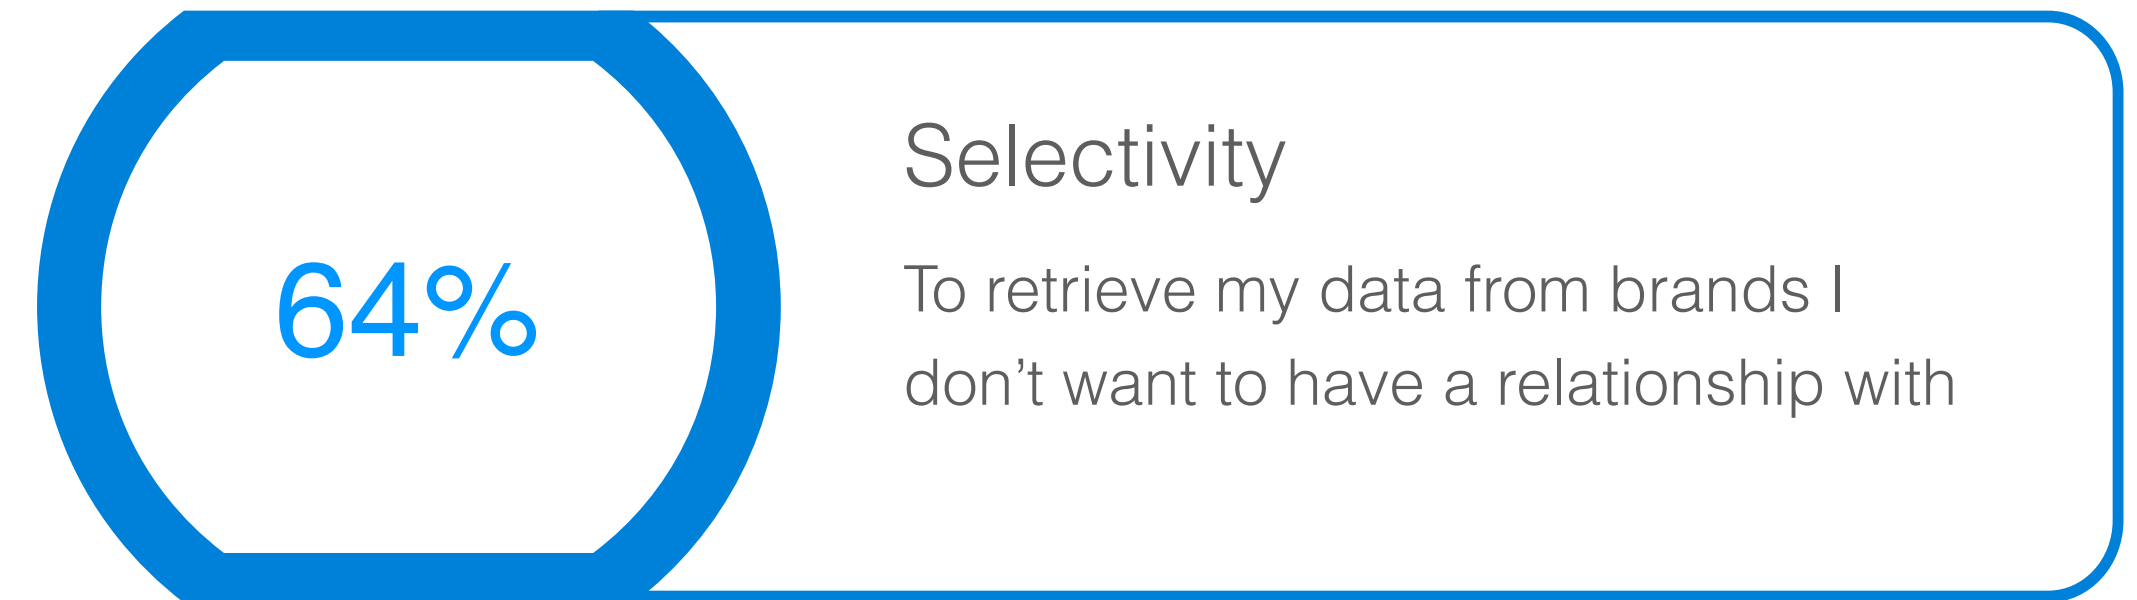 64%
Selectivity
To retrieve my data from brands I
don’t want to have a relationship with